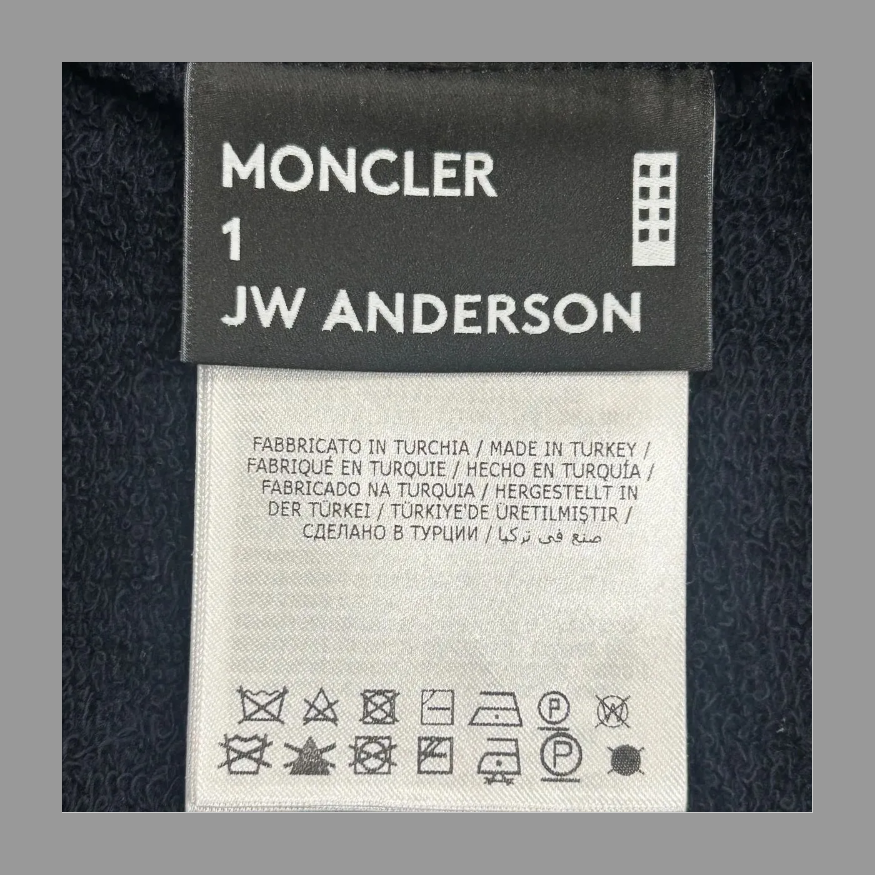 MONCLER
1
JW ANDERSON
FABBRICATO IN TURCHIA / MADE IN TURKEY /
FABRIQUÉ EN TURQUIE / HECHO EN TURQUÍA /
FABRICADO NA TURQUIA / HERGESTELLT IN
DER TÜRKEI / TÜRKIYE'DE ÜRETILMIŞTIR /
СДЕЛАНО В ТУРЦИИ / صنع في تركيا
P W
P